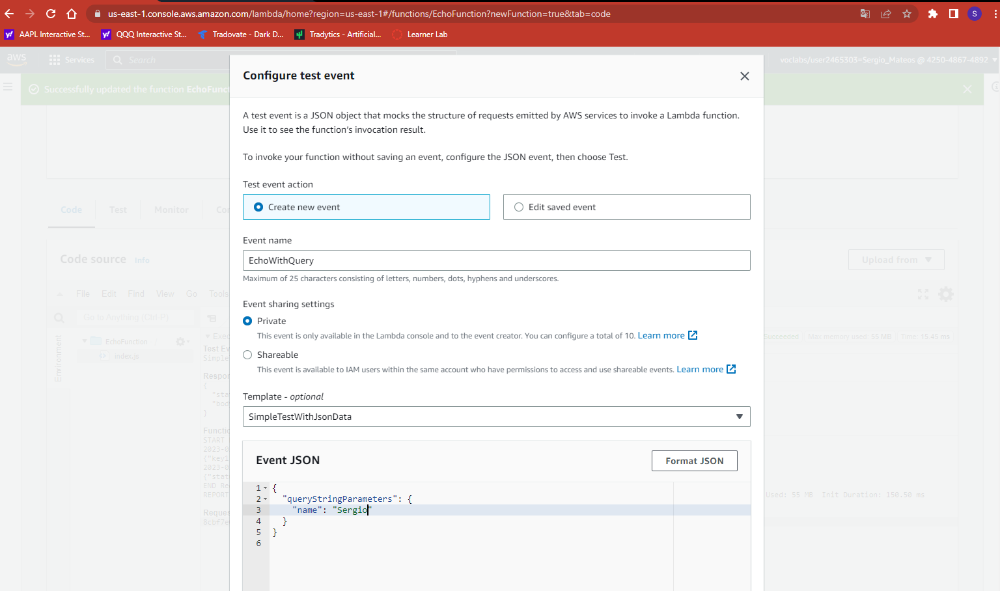 us-east-1.console.aws.amazon.com/lambda/home?region=us-east-1#/functions/EchoFunction?newFunction=true&tab=code
S
AAPL Interactive St... QQQ Interactive St... Tradovate - Dark D... Tradytics - Artificial... Learner Lab
aws Services Search voclabs/user2465303=Sergio_Mateos @ 4250-4867-4892
Successfully updated the function EchoFunct
Configure test event
A test event is a JSON object that mocks the structure of requests emitted by AWS services to invoke a Lambda function.
Use it to see the function's invocation result.
To invoke your function without saving an event, configure the JSON event, then choose Test.
Test event action
Create new event Edit saved event
Event name
EchoWithQuery
Maximum of 25 characters consisting of letters, numbers, dots, hyphens and underscores.
Event sharing settings
Private
This event is only available in the Lambda console and to the event creator. You can configure a total of 10. Learn more
Shareable
This event is available to IAM users within the same account who have permissions to access and use shareable events. Learn more
Template - optional
SimpleTestWithJsonData
Event JSON
Format JSON
1 {
2 "queryStringParameters": {
3 "name": "Sergio"
4 }
5 }
6
Code Test Monitor Co
Code source Info
Upload from
File Edit Find View Go Tools
Go to Anything (Ctrl-P)
Environment
EchoFunction - /
index.js
Exec
Succeeded Max memory used: 55 MB Time: 15.45 ms
Test Ev
Simple
Respon
{
"sta
"bod
}
Functio
START
2023-0
{"key1
2023-0
{"stat
END Re
REPORT
Used: 55 MB Init Duration: 150.50 ms
Reques
8cbf7e